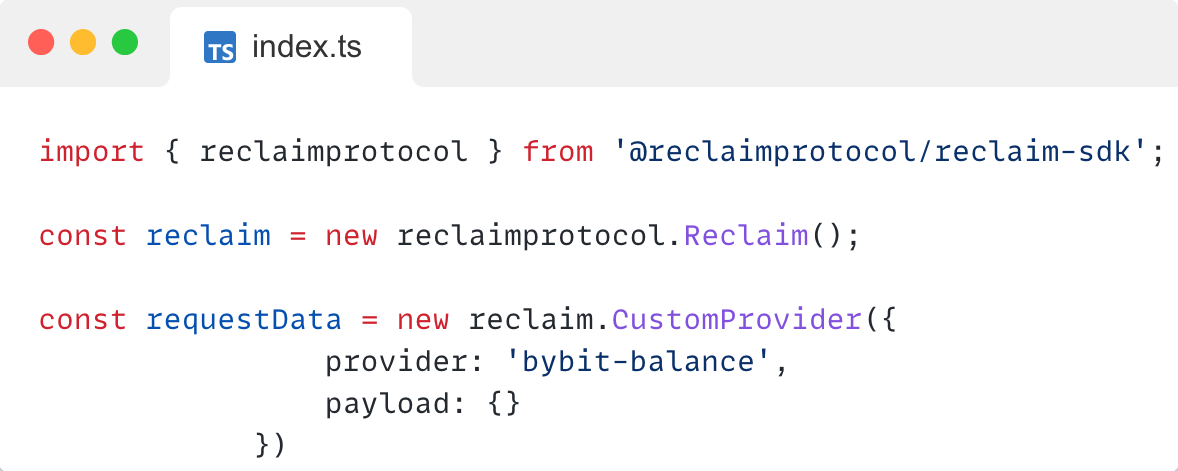 TS index.ts
import { reclaimprotocol } from '@reclaimprotocol/reclaim-sdk';
const reclaim = new reclaimprotocol.Reclaim();
const requestData = new reclaim.CustomProvider({
provider: 'bybit-balance',
payload: {}
})